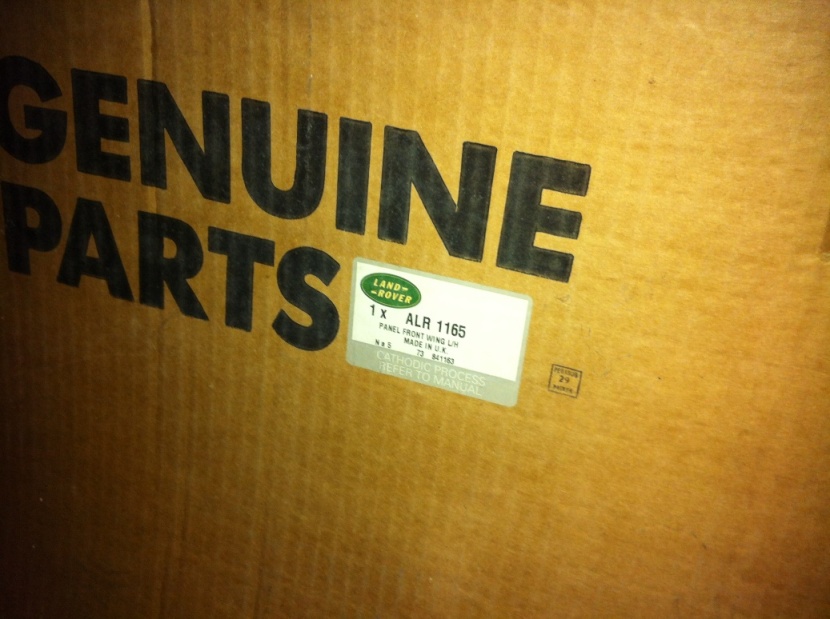 GENUINE
PARTS
LAND-
-ROVER
1 x ALR 1165
PANEL FRONT WING L/H
MADE IN U.K
N e S 73 841163
CATHODIC PROCESS
REFER TO MANUAL
29